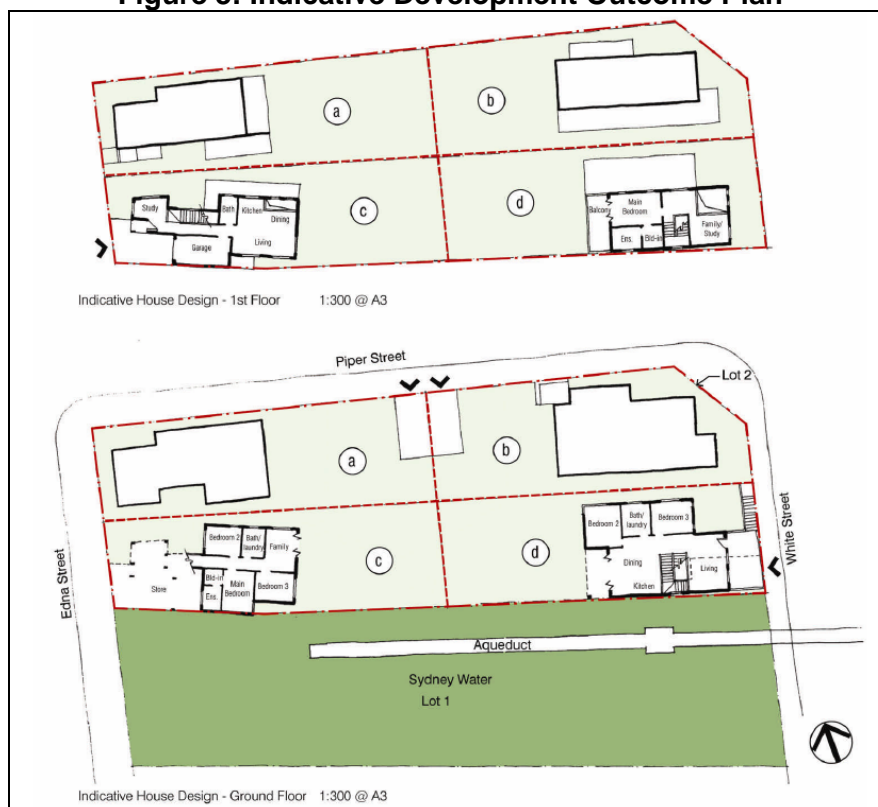 Figure 3: Indicative Development Outcome Plan
a
b
Study
Bath
Kitchen
Dining
Living
Garage
c
d
Balcony
Main
Bedroom
Ens.
Bld-in
Family/
Study
Indicative House Design - 1st Floor 1:300 @ A3
Piper Street
Lot 2
a
b
Edna Street
White Street
Bedroom 2
Bath/
laundry
Family
Store
Bld-in
Ens.
Main
Bedroom
Bedroom 3
c
d
Bedroom 2
Bath/
laundry
Bedroom 3
Dining
Kitchen
Living
Aqueduct
Sydney Water
Lot 1
Indicative House Design - Ground Floor 1:300 @ A3